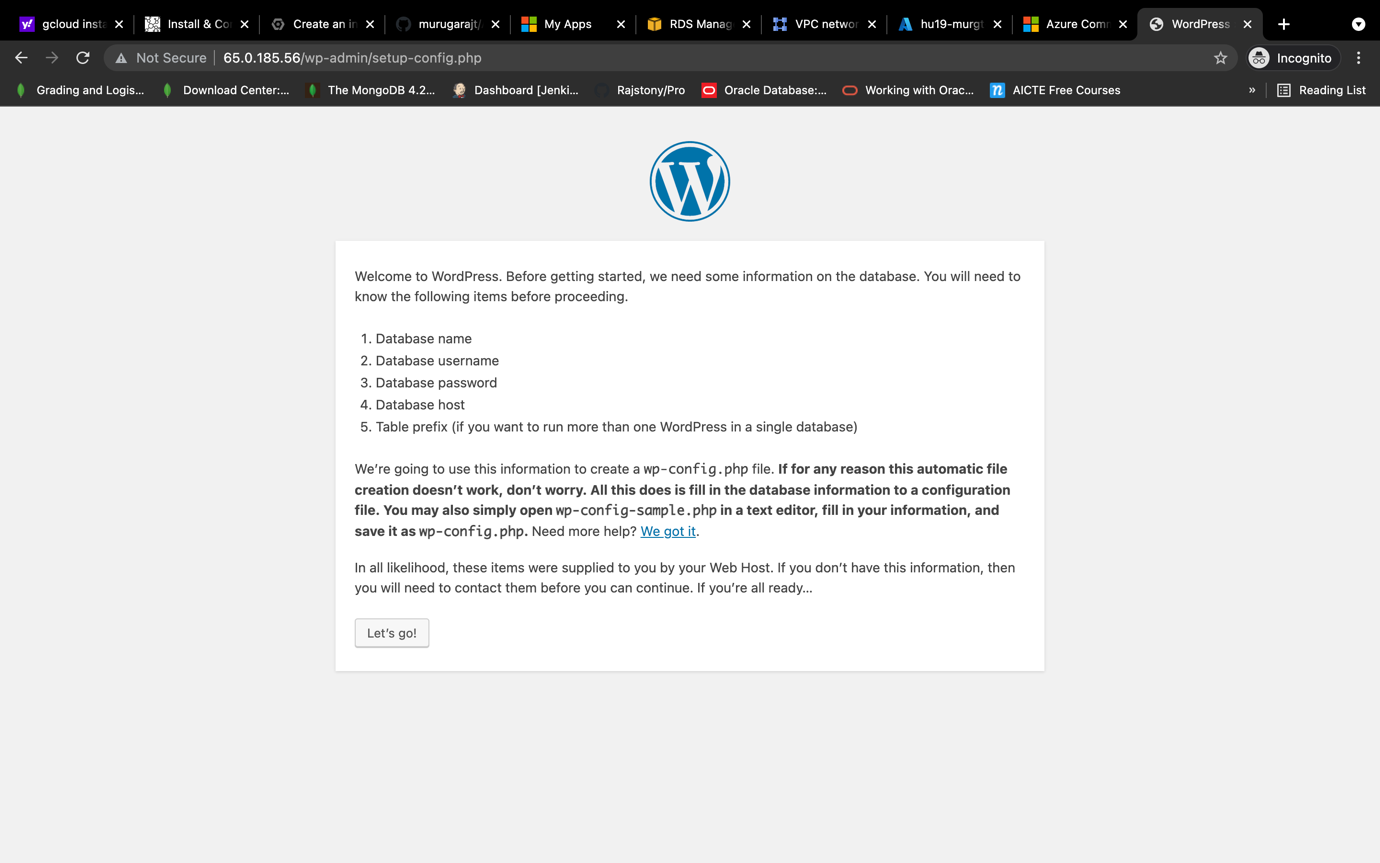 gcloud insta
Install & Co
Create an in
murugarajt/
My Apps
RDS Manag
VPC networ
hu19-murgt
Azure Com
WordPress
Not Secure
65.0.185.56/wp-admin/setup-config.php
Incognito
Grading and Logis...
Download Center:...
The MongoDB 4.2...
Dashboard [Jenki...
Rajstony/Pro
Oracle Database:...
Working with Orac...
AICTE Free Courses
»
Reading List
Welcome to WordPress. Before getting started, we need some information on the database. You will need to
know the following items before proceeding.
1. Database name
2. Database username
3. Database password
4. Database host
5. Table prefix (if you want to run more than one WordPress in a single database)
We’re going to use this information to create a wp-config.php file. If for any reason this automatic file
creation doesn’t work, don’t worry. All this does is fill in the database information to a configuration
file. You may also simply open wp-config-sample.php in a text editor, fill in your information, and
save it as wp-config.php. Need more help? We got it.
In all likelihood, these items were supplied to you by your Web Host. If you don’t have this information, then
you will need to contact them before you can continue. If you’re all ready…
Let’s go!